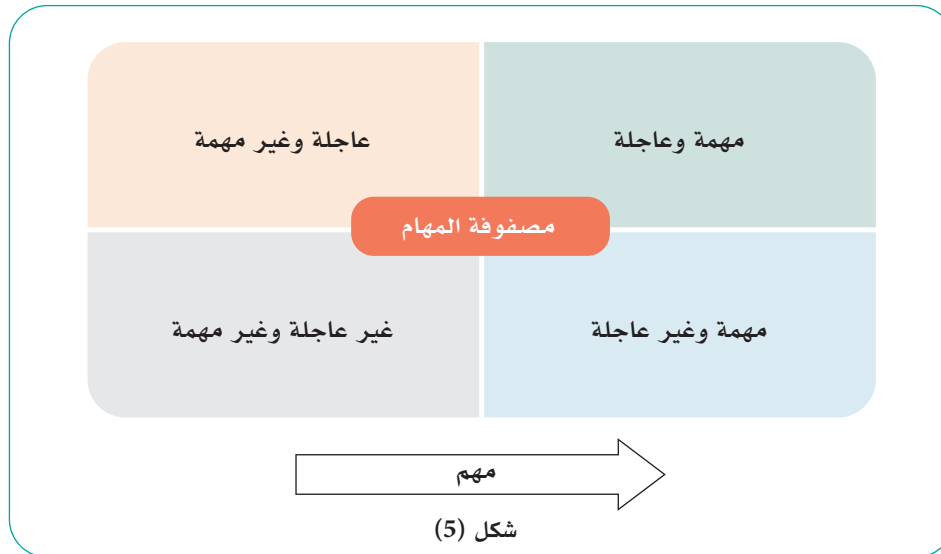 مهمة وعاجلة
عاجلة وغير مهمة
مصفوفة المهام
مهمة وغير عاجلة
غير عاجلة وغير مهمة
مهم
شكل (5)